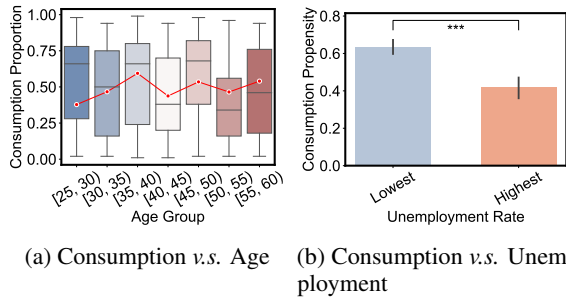 Consumption Proportion
1.00
0.75
0.50
0.25
0.00
[25, 30)
[30, 35)
[35, 40)
[40, 45)
[45, 50)
[50, 55)
[55, 60)
Age Group
(a) Consumption v.s. Age
Consumption Propensity
0.8
0.6
0.4
0.2
0.0
***
Lowest
Highest
Unemployment Rate
(b) Consumption v.s. Unem
ployment